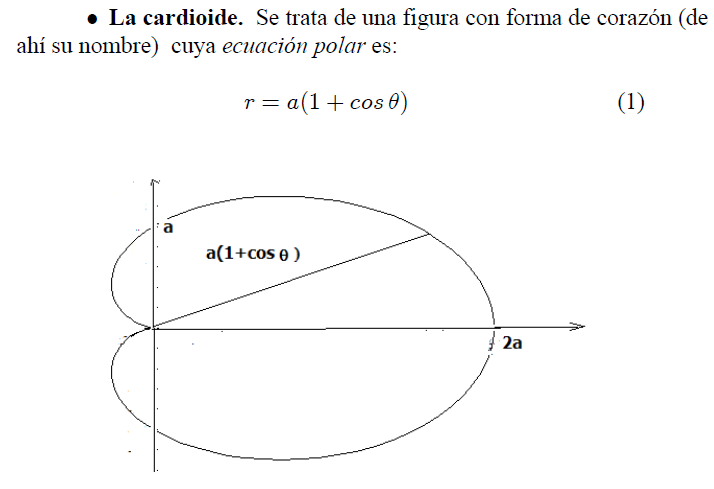 ● La cardioide. Se trata de una figura con forma de corazón (de
ahí su nombre) cuya ecuación polar es:
r = a(1 + cos θ) (1)
a
a(1+cos θ )
2a